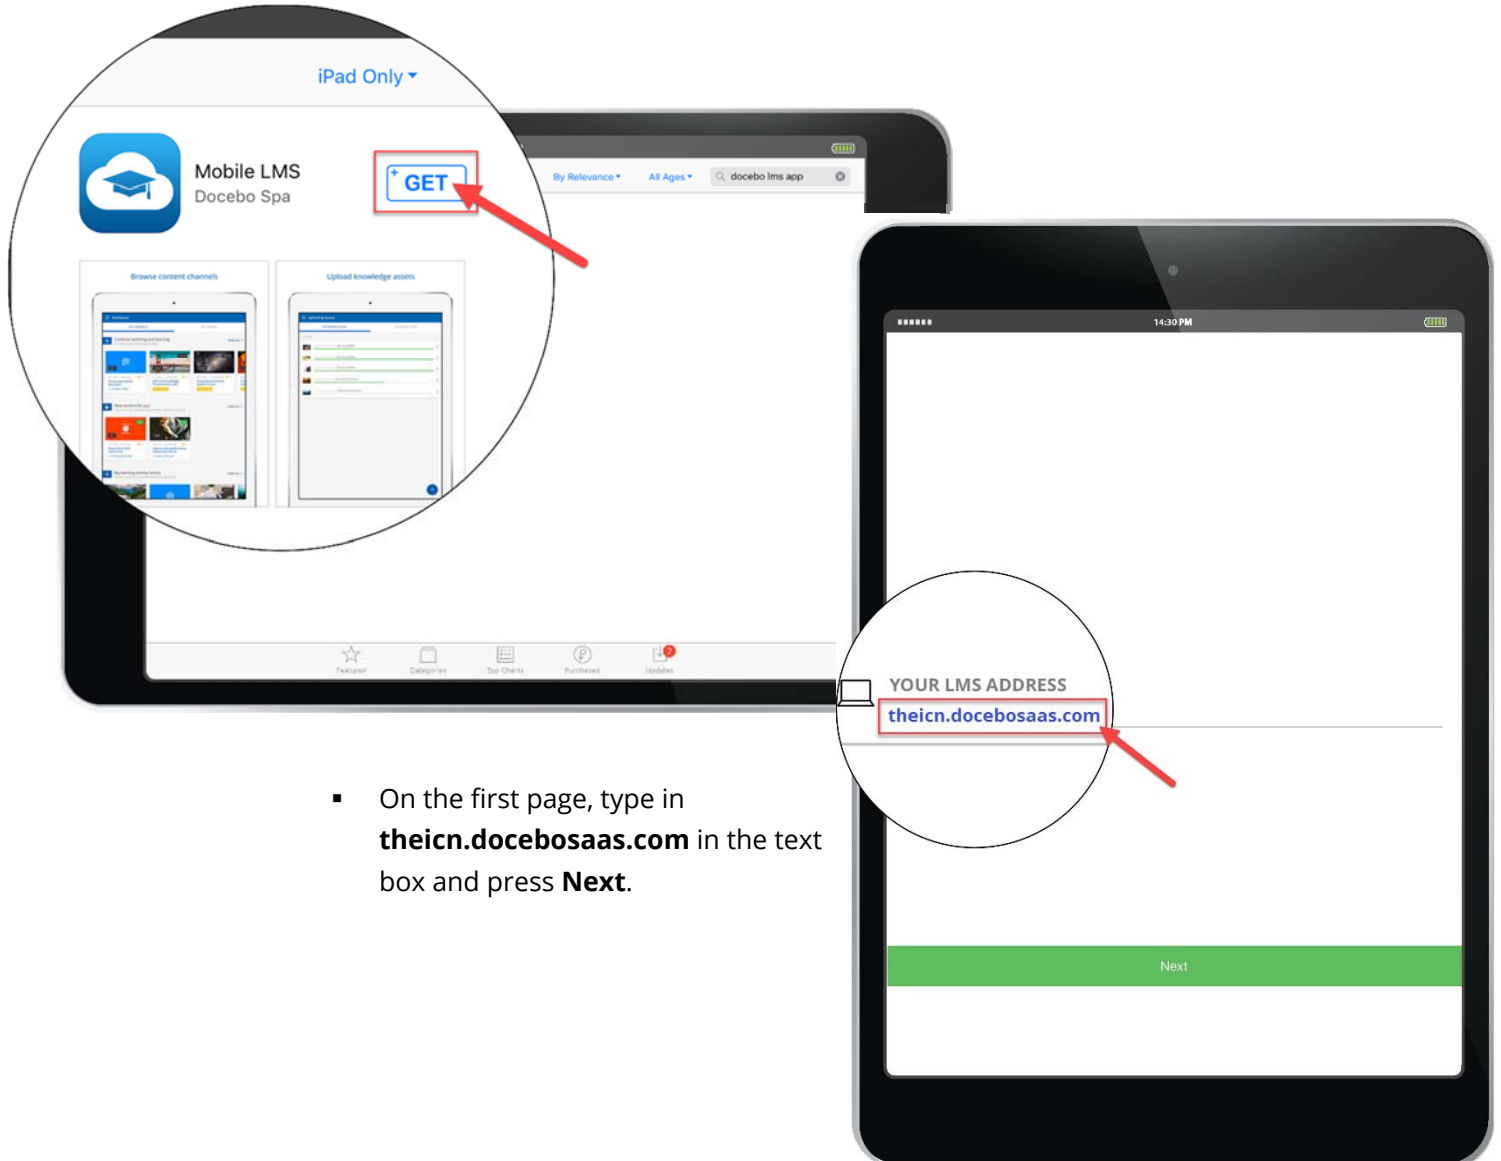 iPad Only
Mobile LMS
Docebo Spa
GET
By Relevance
All Ages
docebo lms app
Browse content channels
Upload knowledge assets
Featured
Categories
Top Charts
Purchased
Updates
2
14:30 PM
YOUR LMS ADDRESS
theicn.docebosaas.com
Next
▪ On the first page, type in
theicn.docebosaas.com in the text
box and press Next.